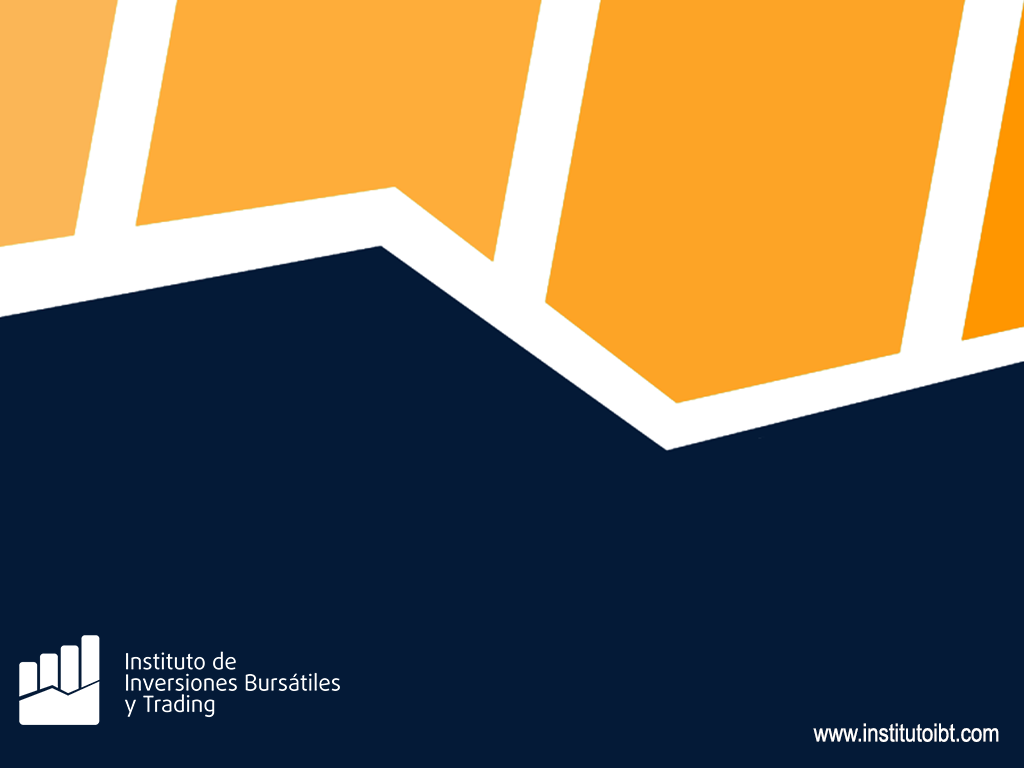 Instituto de
Inversiones Bursátiles
y Trading
www.institutoibt.com